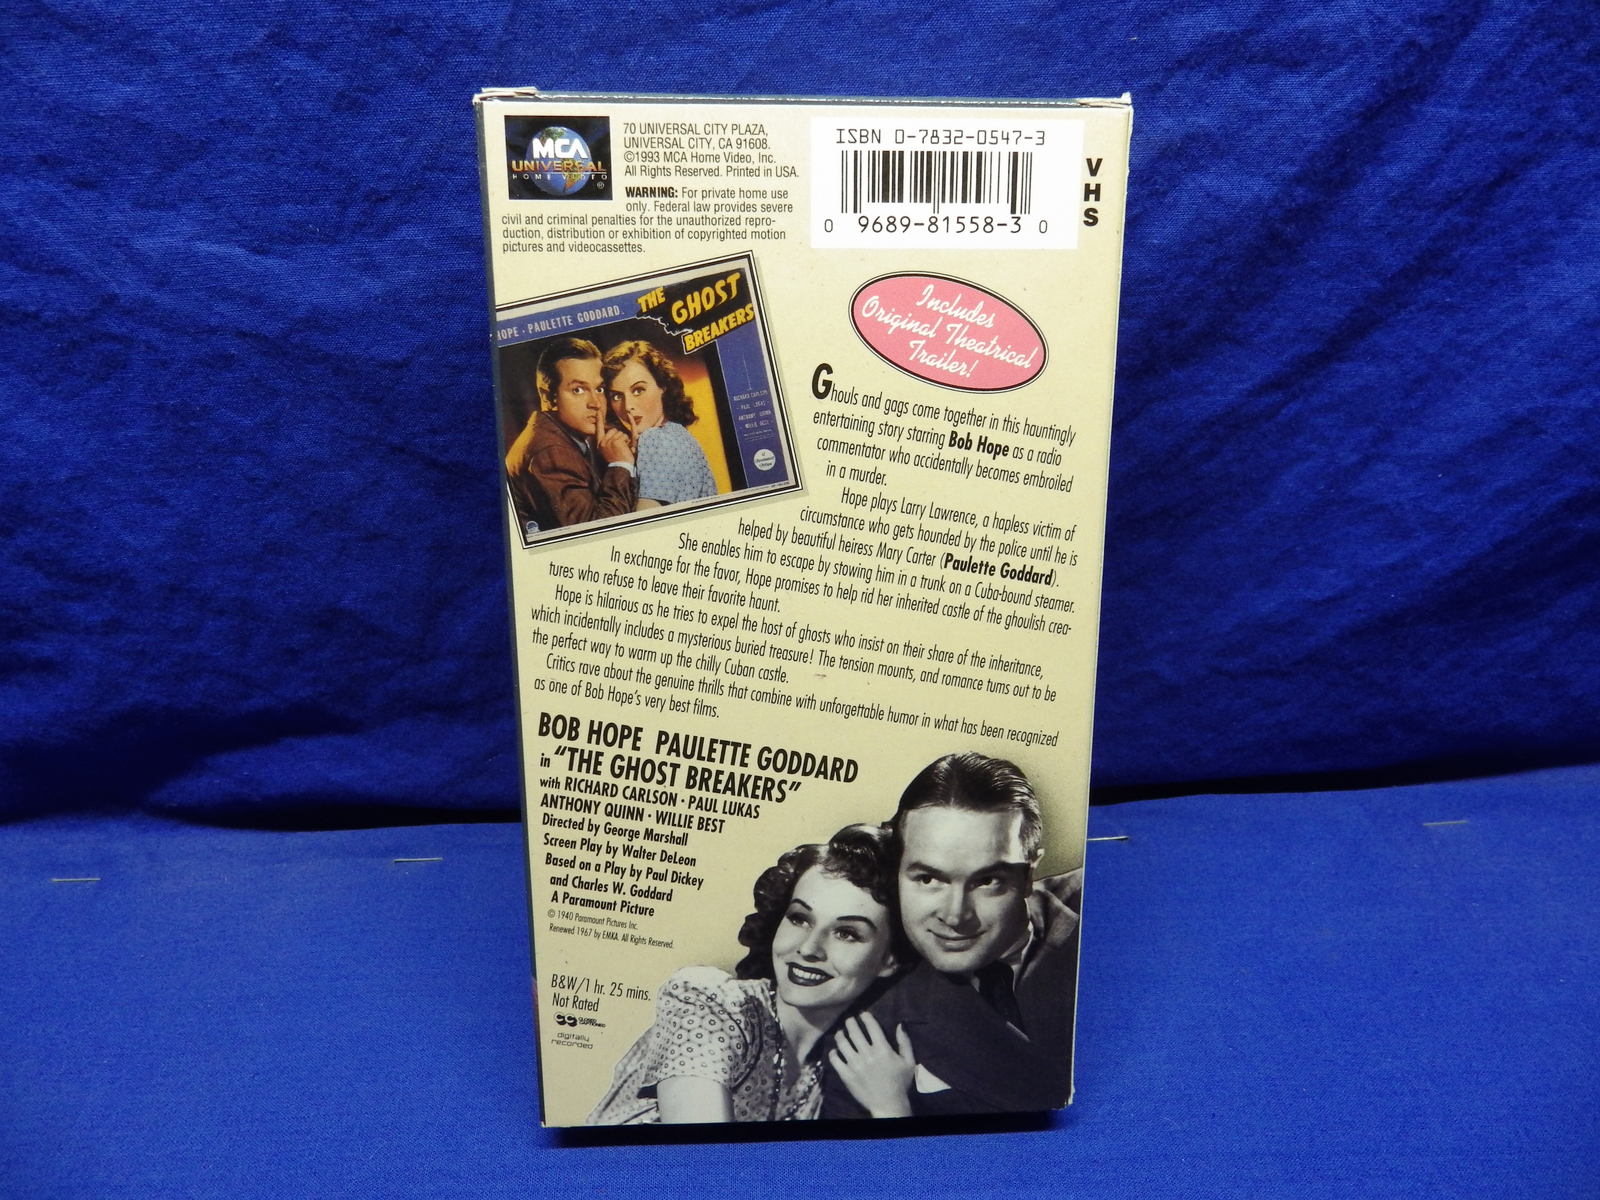 MCA
UNIVERSAL
HOME VIDEO
®
70 UNIVERSAL CITY PLAZA,
UNIVERSAL CITY, CA 91608.
©1993 MCA Home Video, Inc.
All Rights Reserved. Printed in USA.
WARNING: For private home use
only. Federal law provides severe
civil and criminal penalties for the unauthorized repro-
duction, distribution or exhibition of copyrighted motion
pictures and videocassettes.
ISBN 0-7832-0547-3
0 9689-81558-3 0
VHS
HOPE · PAULETTE GODDARD
THE
GHOST
BREAKERS
RICHARD CARLSON
PAUL LUKAS
ANTHONY QUINN
WILLIE BEST
Includes
Original Theatrical
Trailer!
Ghouls and gags come together in this hauntingly
entertaining story starring Bob Hope as a radio
commentator who accidentally becomes embroiled
in a murder.
Hope plays Larry Lawrence, a hapless victim of
circumstance who gets hounded by the police until he is
helped by beautiful heiress Mary Carter (Paulette Goddard).
She enables him to escape by stowing him in a trunk on a Cuba-bound steamer.
In exchange for the favor, Hope promises to help rid her inherited castle of the ghoulish crea-
tures who refuse to leave their favorite haunt.
Hope is hilarious as he tries to expel the host of ghosts who insist on their share of the inheritance,
which incidentally includes a mysterious buried treasure! The tension mounts, and romance turns out to be
the perfect way to warm up the chilly Cuban castle.
Critics rave about the genuine thrills that combine with unforgettable humor in what has been recognized
as one of Bob Hope's very best films.
BOB HOPE PAULETTE GODDARD
in "THE GHOST BREAKERS"
with RICHARD CARLSON · PAUL LUKAS
ANTHONY QUINN · WILLIE BEST
Directed by George Marshall
Screen Play by Walter DeLeon
Based on a Play by Paul Dickey
and Charles W. Goddard
A Paramount Picture
© 1940 Paramount Pictures Inc.
Renewed 1967 by EMKA. All Rights Reserved.
B&W/1 hr. 25 mins.
Not Rated
CC CLOSED CAPTIONED
digitally
recorded